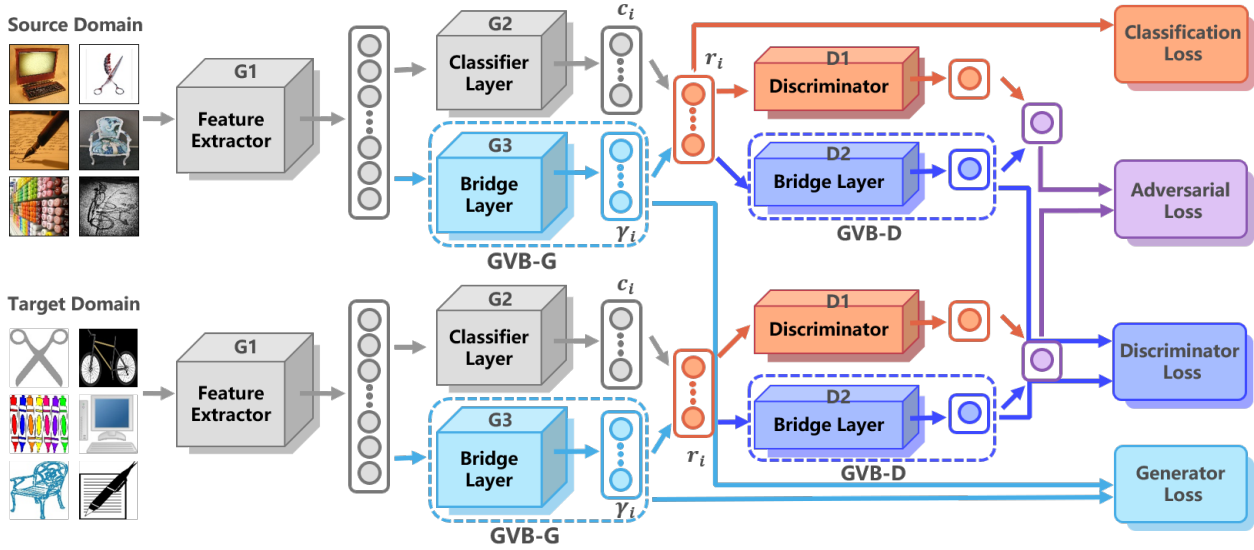 Source Domain
G1
Feature
Extractor
G2
Classifier
Layer
c_i
G3
Bridge
Layer
γ_i
GVB-G
r_i
D1
Discriminator
D2
Bridge Layer
GVB-D
Classification
Loss
Adversarial
Loss
Target Domain
G1
Feature
Extractor
G2
Classifier
Layer
c_i
G3
Bridge
Layer
γ_i
GVB-G
r_i
D1
Discriminator
D2
Bridge Layer
GVB-D
Discriminator
Loss
Generator
Loss